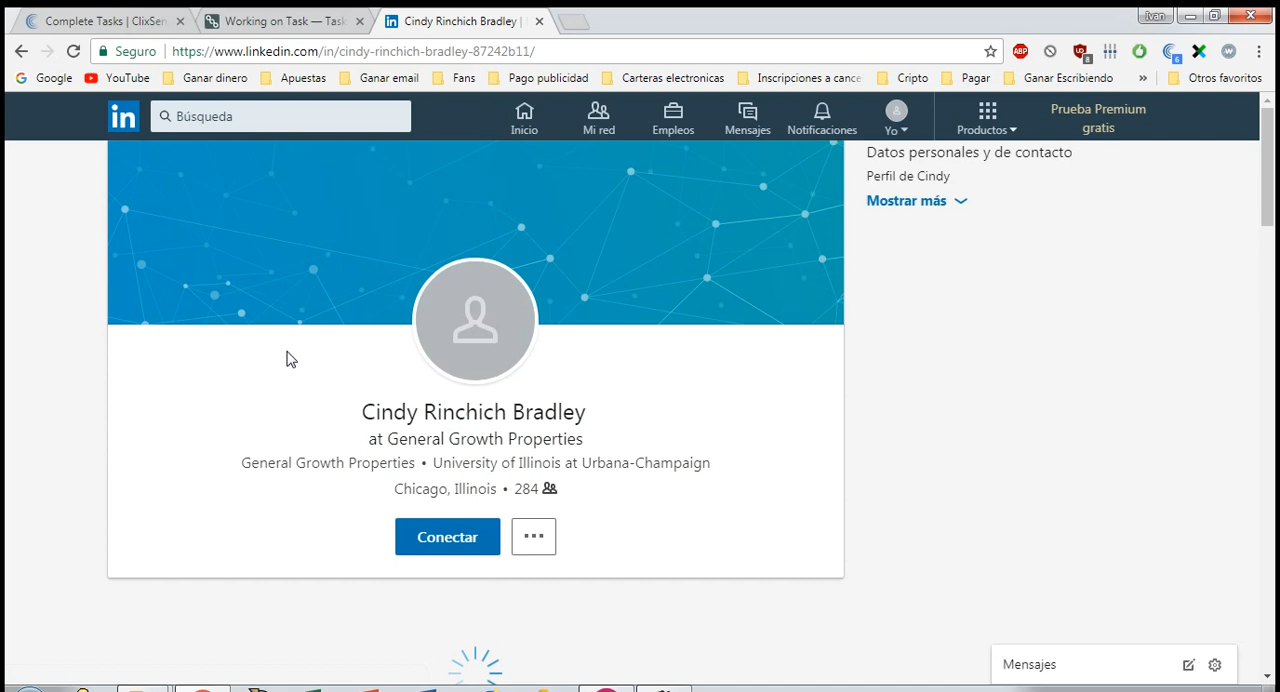 Complete Tasks | ClixSen
Working on Task — Task
Cindy Rinchich Bradley |
Ivan
Seguro
https://www.linkedin.com/in/cindy-rinchich-bradley-87242b11/
ABP
8
6
W
Google
YouTube
Ganar dinero
Apuestas
Ganar email
Fans
Pago publicidad
Carteras electronicas
Inscripciones a cance
Cripto
Pagar
Ganar Escribiendo
»
Otros favoritos
in
Búsqueda
Inicio
Mi red
Empleos
Mensajes
Notificaciones
Yo
Productos
Prueba Premium
gratis
Datos personales y de contacto
Perfil de Cindy
Mostrar más
Cindy Rinchich Bradley
at General Growth Properties
General Growth Properties • University of Illinois at Urbana-Champaign
Chicago, Illinois • 284
Conectar
Mensajes